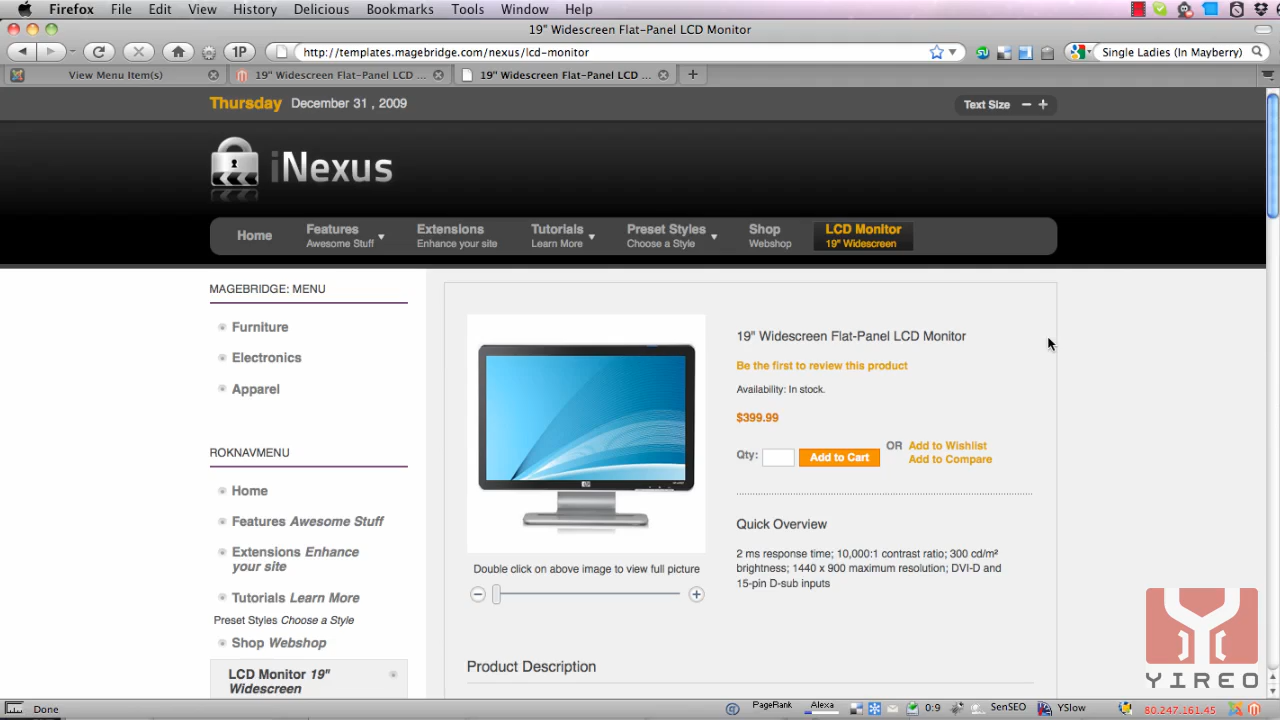 Firefox File Edit View History Delicious Bookmarks Tools Window Help
19" Widescreen Flat-Panel LCD Monitor
1P http://templates.magebridge.com/nexus/lcd-monitor Single Ladies (In Mayberry)
View Menu Item(s) 19" Widescreen Flat-Panel LCD ... 19" Widescreen Flat-Panel LCD ...
Thursday December 31 , 2009 Text Size
iNexus
Home Features Extensions Tutorials Preset Styles Shop LCD Monitor
Awesome Stuff Enhance your site Learn More Choose a Style Webshop 19" Widescreen
MAGEBRIDGE: MENU
Furniture
Electronics
Apparel
ROKNAVMENU
Home
Features Awesome Stuff
Extensions Enhance
your site
Tutorials Learn More
Preset Styles Choose a Style
Shop Webshop
LCD Monitor 19"
Widescreen
19" Widescreen Flat-Panel LCD Monitor
Be the first to review this product
Availability: In stock.
$399.99
Qty: Add to Cart OR Add to Wishlist
Add to Compare
Double click on above image to view full picture
Quick Overview
2 ms response time; 10,000:1 contrast ratio; 300 cd/m²
brightness; 1440 x 900 maximum resolution; DVI-D and
15-pin D-sub inputs
Product Description
YIREO
Done PageRank Alexa 0:9 SenSEO YSlow 80.247.161.45